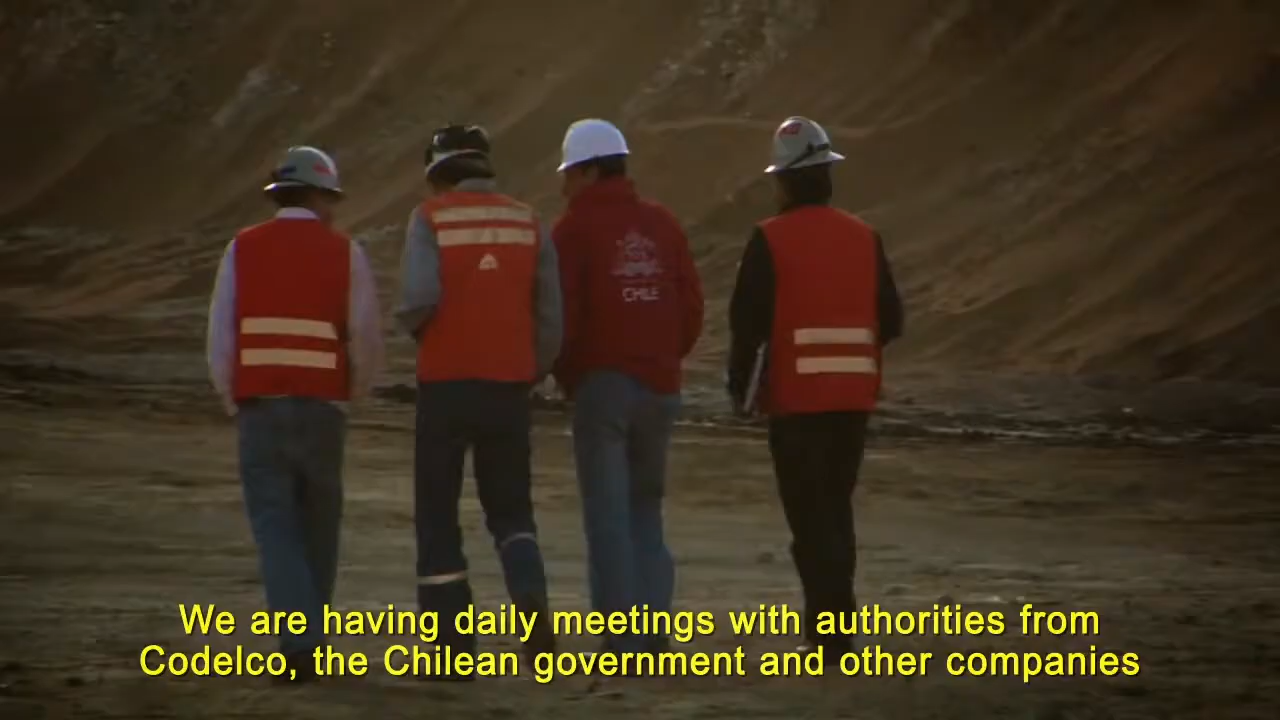 CHILE
We are having daily meetings with authorities from
Codelco, the Chilean government and other companies